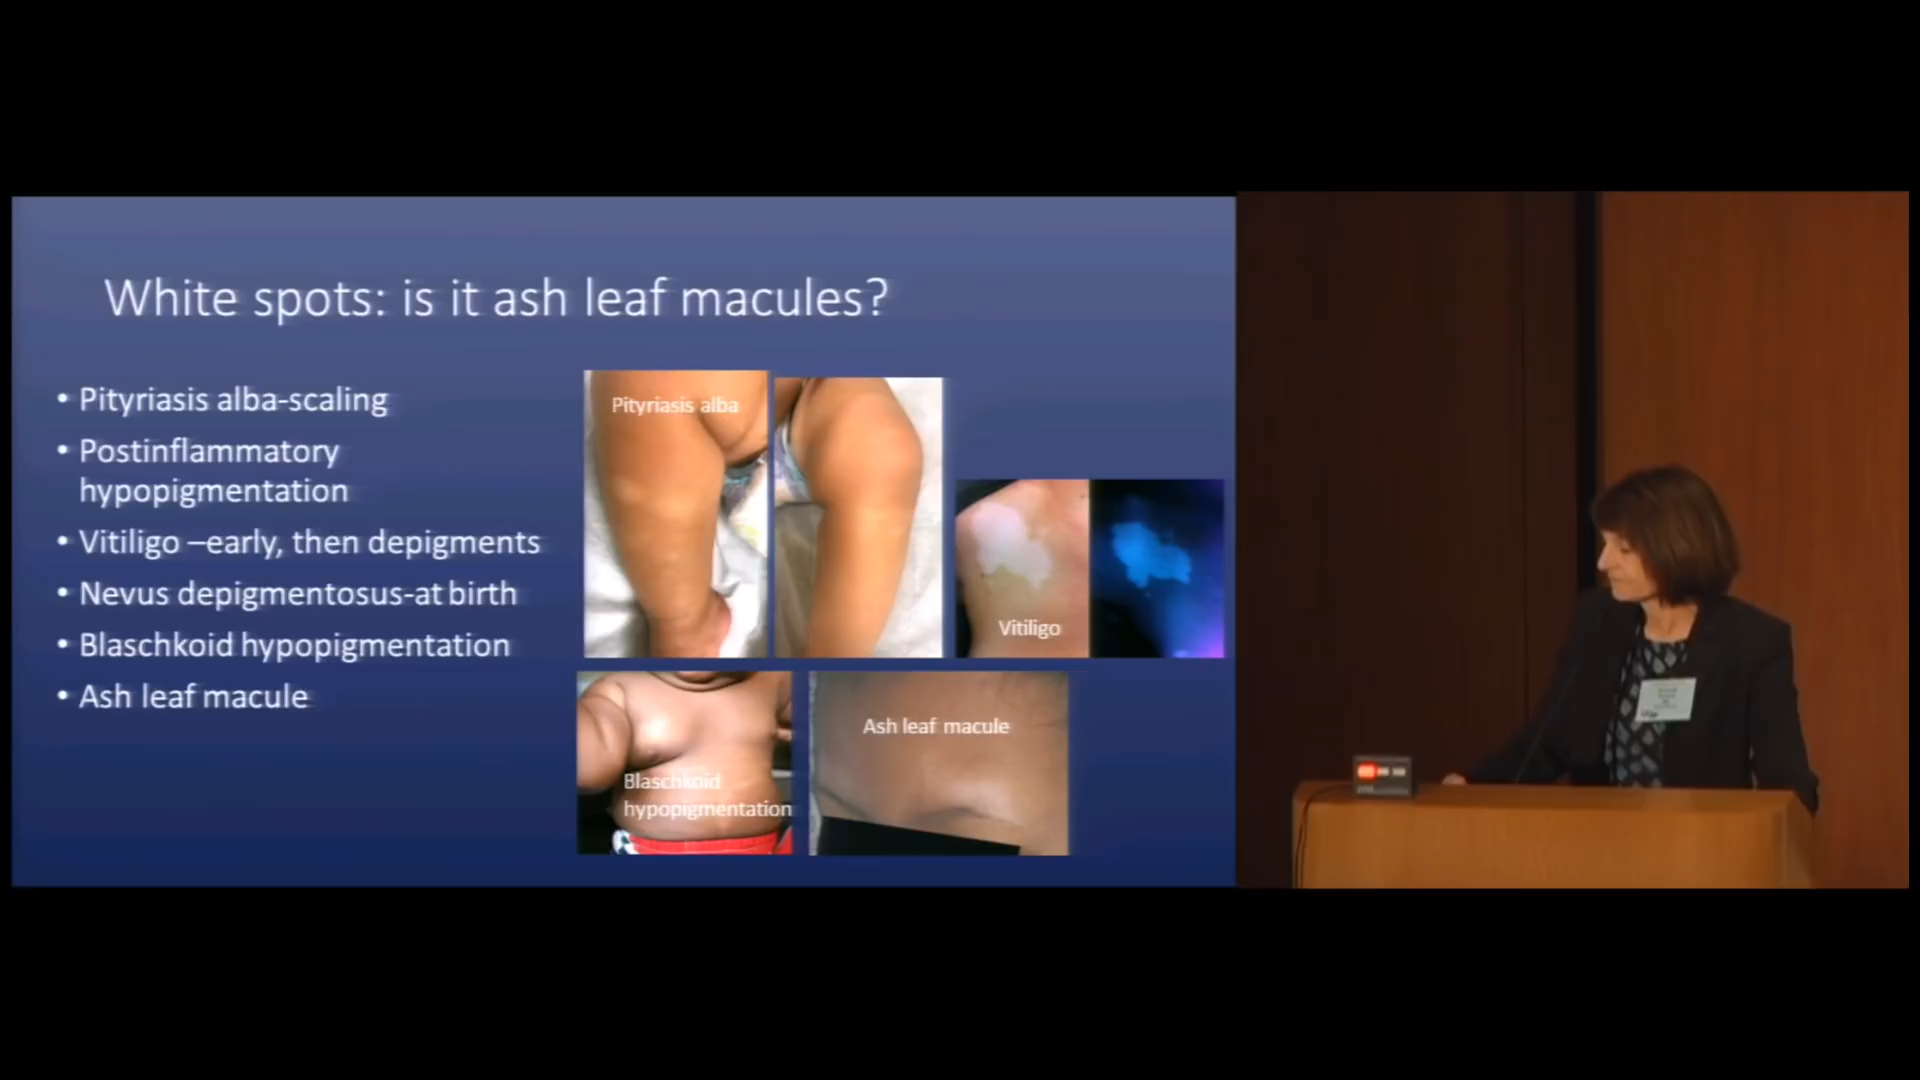 White spots: is it ash leaf macules?
• Pityriasis alba-scaling
• Postinflammatory
hypopigmentation
• Vitiligo –early, then depigments
• Nevus depigmentosus-at birth
• Blaschkoid hypopigmentation
• Ash leaf macule
Pityriasis alba
Vitiligo
Blaschkoid
hypopigmentation
Ash leaf macule